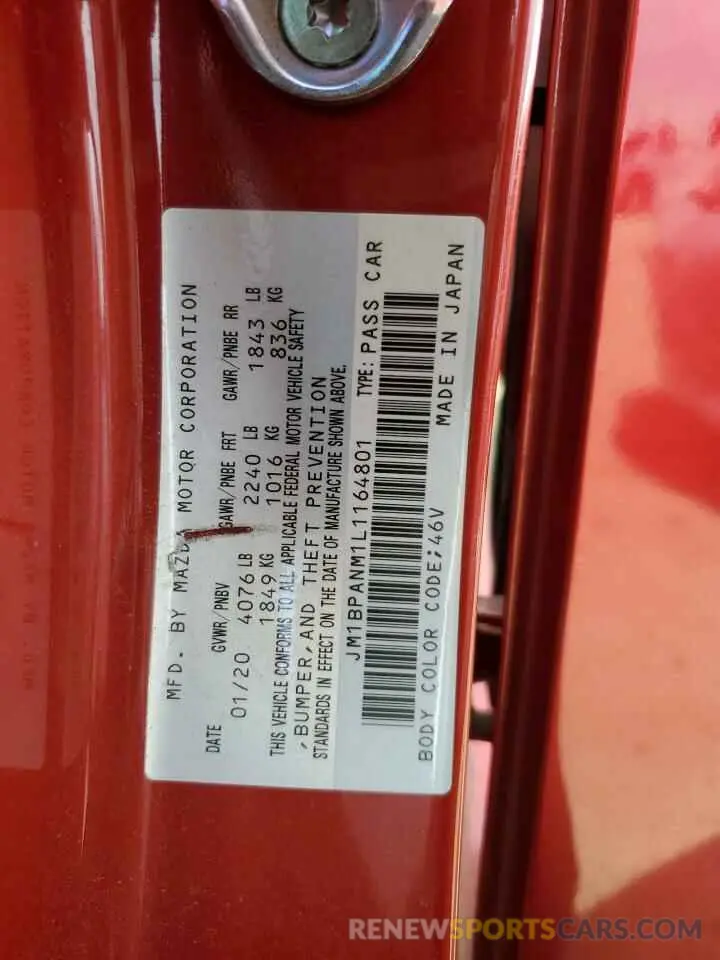 MFD. BY MAZDA MOTOR CORPORATION
DATE GVWR/PNBV GAWR/PNBE FRT GAWR/PNBE RR
01/20 4076 LB 2240 LB 1843 LB
1849 KG 1016 KG 836 KG
THIS VEHICLE CONFORMS TO ALL APPLICABLE FEDERAL MOTOR VEHICLE SAFETY
,BUMPER,AND THEFT PREVENTION
STANDARDS IN EFFECT ON THE DATE OF MANUFACTURE SHOWN ABOVE.
JM1BPANM1L1164801 TYPE: PASS CAR
BODY COLOR CODE;46V MADE IN JAPAN
RENEWSPORTSCARS.COM